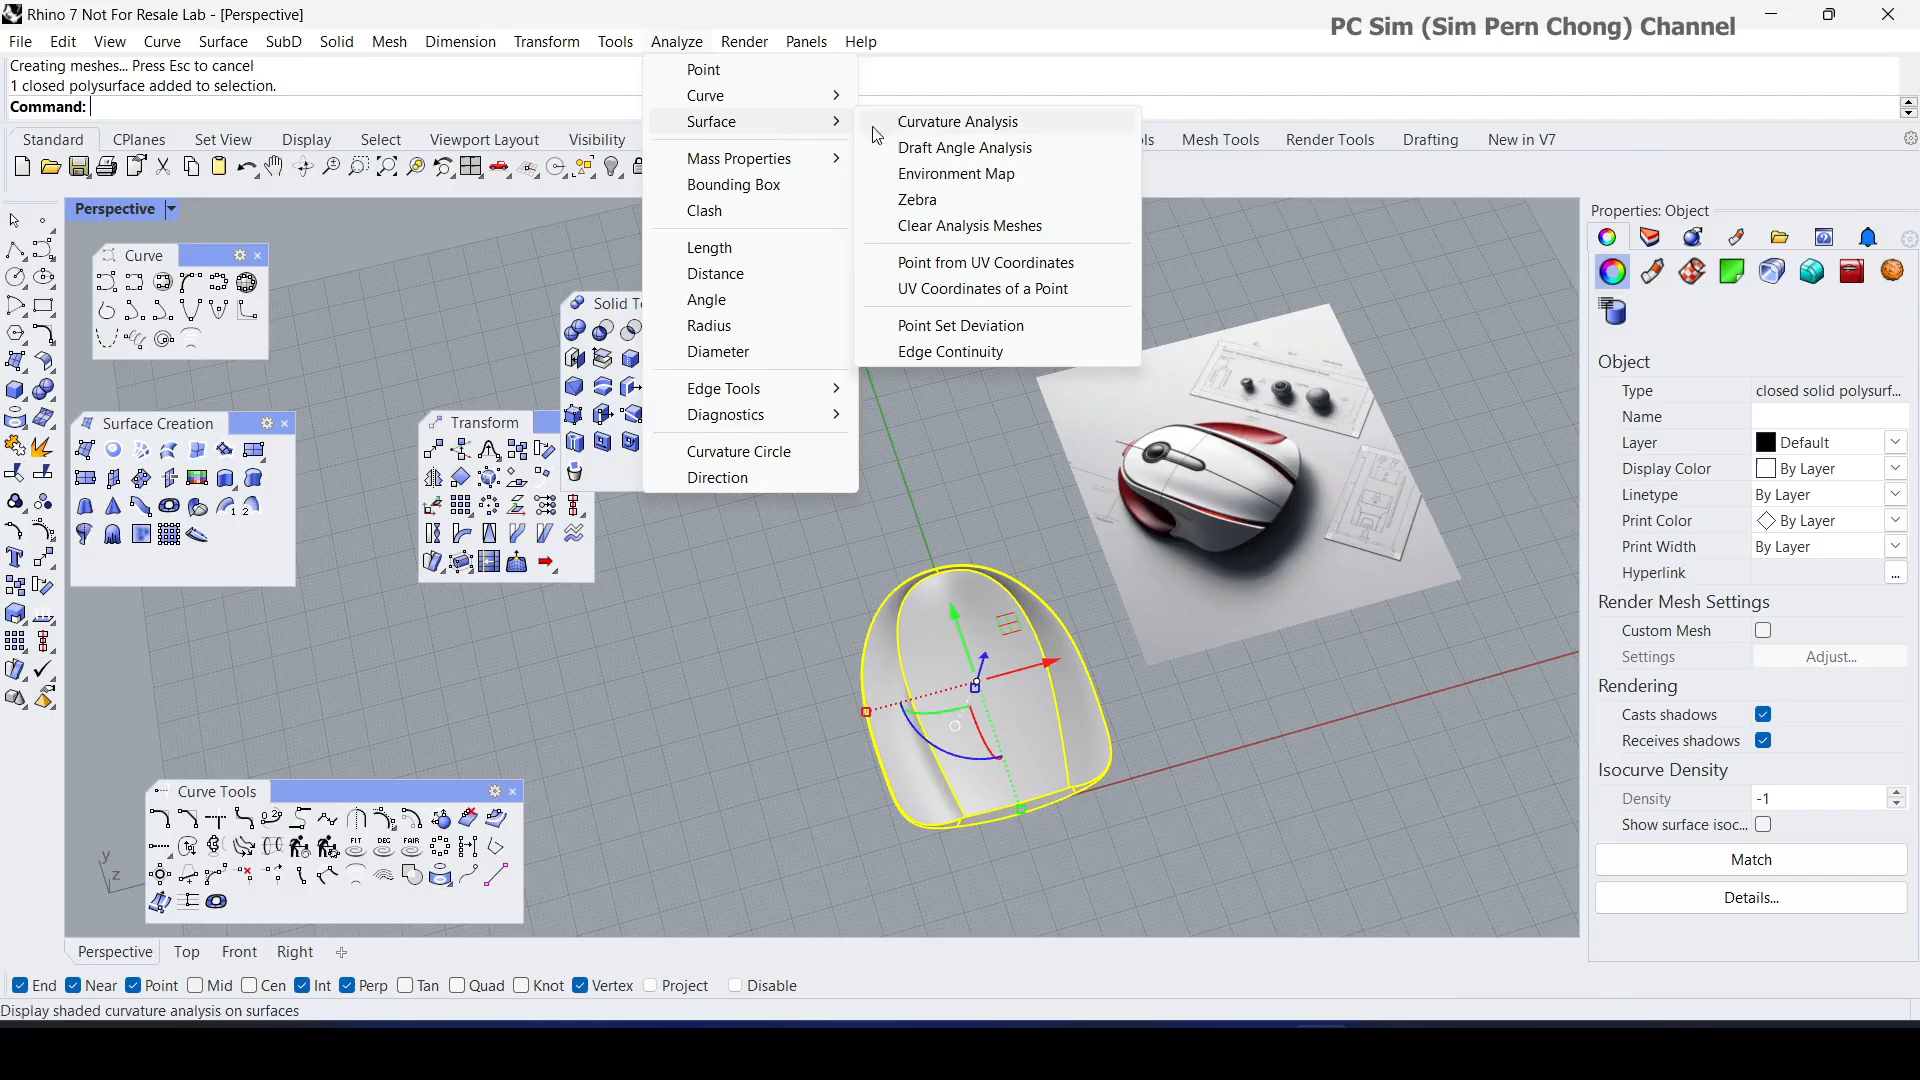 Rhino 7 Not For Resale Lab - [Perspective]
PC Sim (Sim Pern Chong) Channel
File Edit View Curve Surface SubD Solid Mesh Dimension Transform Tools Analyze Render Panels Help
Creating meshes... Press Esc to cancel
1 closed polysurface added to selection.
Command:
Standard CPlanes Set View Display Select Viewport Layout Visibility ls Mesh Tools Render Tools Drafting New in V7
Point
Curve
Surface
Mass Properties
Bounding Box
Clash
Length
Distance
Angle
Radius
Diameter
Edge Tools
Diagnostics
Curvature Circle
Direction
Curvature Analysis
Draft Angle Analysis
Environment Map
Zebra
Clear Analysis Meshes
Point from UV Coordinates
UV Coordinates of a Point
Point Set Deviation
Edge Continuity
Perspective
Curve
Surface Creation
Transform
Solid To
Curve Tools
FIT DEG FAIR
y
z
Properties: Object
Object
Type closed solid polysurf...
Name
Layer Default
Display Color By Layer
Linetype By Layer
Print Color By Layer
Print Width By Layer
Hyperlink ...
Render Mesh Settings
Custom Mesh
Settings Adjust...
Rendering
Casts shadows
Receives shadows
Isocurve Density
Density -1
Show surface isoc...
Match
Details...
Perspective Top Front Right
End Near Point Mid Cen Int Perp Tan Quad Knot Vertex Project Disable
Display shaded curvature analysis on surfaces